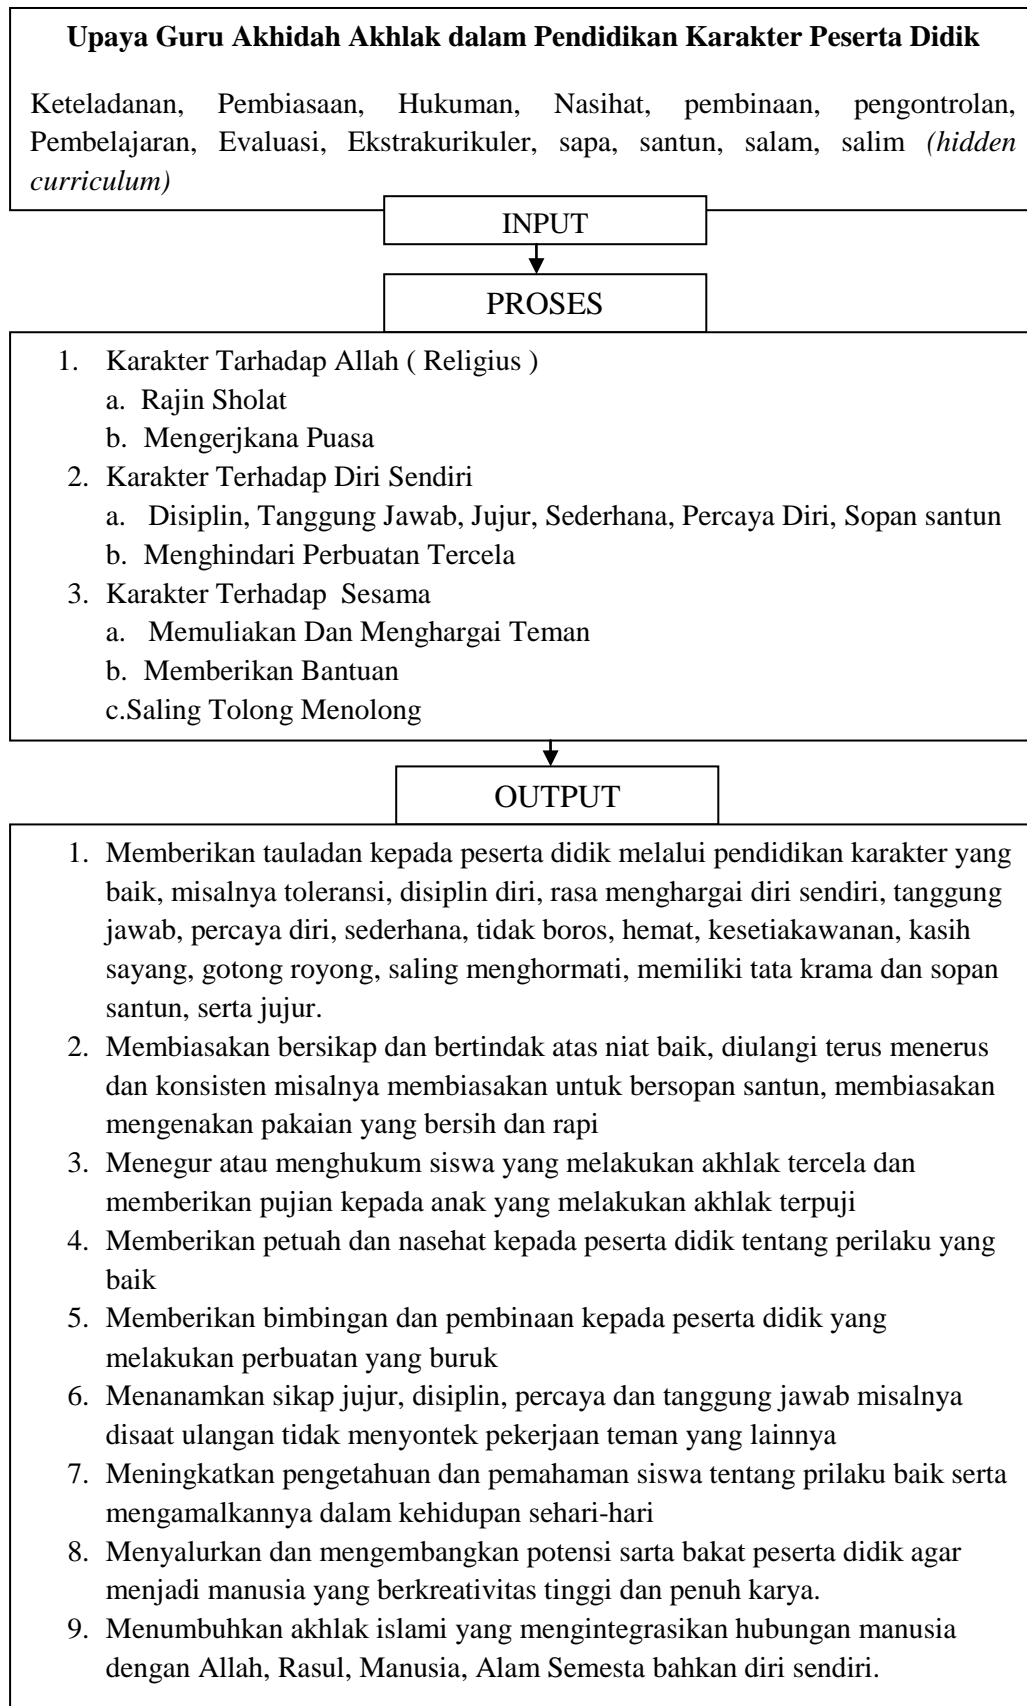 Upaya Guru Akhidah Akhlak dalam Pendidikan Karakter Peserta Didik
Keteladanan, Pembiasaan, Hukuman, Nasihat, pembinaan, pengontrolan,
Pembelajaran, Evaluasi, Ekstrakurikuler, sapa, santun, salam, salim (hidden
curriculum)
INPUT
PROSES
1. Karakter Tarhadap Allah ( Religius )
a. Rajin Sholat
b. Mengerjkana Puasa
2. Karakter Terhadap Diri Sendiri
a. Disiplin, Tanggung Jawab, Jujur, Sederhana, Percaya Diri, Sopan santun
b. Menghindari Perbuatan Tercela
3. Karakter Terhadap Sesama
a. Memuliakan Dan Menghargai Teman
b. Memberikan Bantuan
c.Saling Tolong Menolong
OUTPUT
1. Memberikan tauladan kepada peserta didik melalui pendidikan karakter yang
baik, misalnya toleransi, disiplin diri, rasa menghargai diri sendiri, tanggung
jawab, percaya diri, sederhana, tidak boros, hemat, kesetiakawanan, kasih
sayang, gotong royong, saling menghormati, memiliki tata krama dan sopan
santun, serta jujur.
2. Membiasakan bersikap dan bertindak atas niat baik, diulangi terus menerus
dan konsisten misalnya membiasakan untuk bersopan santun, membiasakan
mengenakan pakaian yang bersih dan rapi
3. Menegur atau menghukum siswa yang melakukan akhlak tercela dan
memberikan pujian kepada anak yang melakukan akhlak terpuji
4. Memberikan petuah dan nasehat kepada peserta didik tentang perilaku yang
baik
5. Memberikan bimbingan dan pembinaan kepada peserta didik yang
melakukan perbuatan yang buruk
6. Menanamkan sikap jujur, disiplin, percaya dan tanggung jawab misalnya
disaat ulangan tidak menyontek pekerjaan teman yang lainnya
7. Meningkatkan pengetahuan dan pemahaman siswa tentang prilaku baik serta
mengamalkannya dalam kehidupan sehari-hari
8. Menyalurkan dan mengembangkan potensi sarta bakat peserta didik agar
menjadi manusia yang berkreativitas tinggi dan penuh karya.
9. Menumbuhkan akhlak islami yang mengintegrasikan hubungan manusia
dengan Allah, Rasul, Manusia, Alam Semesta bahkan diri sendiri.